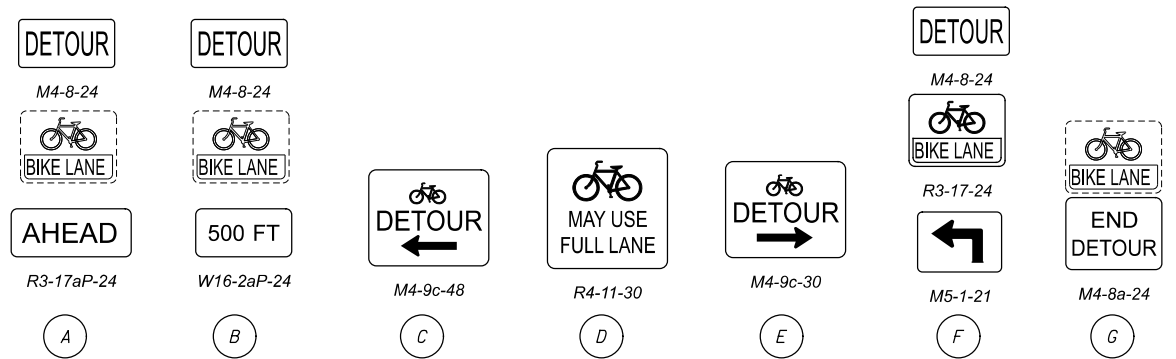 DETOUR
M4-8-24
BIKE LANE
AHEAD
R3-17aP-24
A
DETOUR
M4-8-24
BIKE LANE
500 FT
W16-2aP-24
B
DETOUR
M4-9c-48
C
MAY USE
FULL LANE
R4-11-30
D
DETOUR
M4-9c-30
E
DETOUR
M4-8-24
BIKE LANE
R3-17-24
M5-1-21
F
BIKE LANE
END
DETOUR
M4-8a-24
G